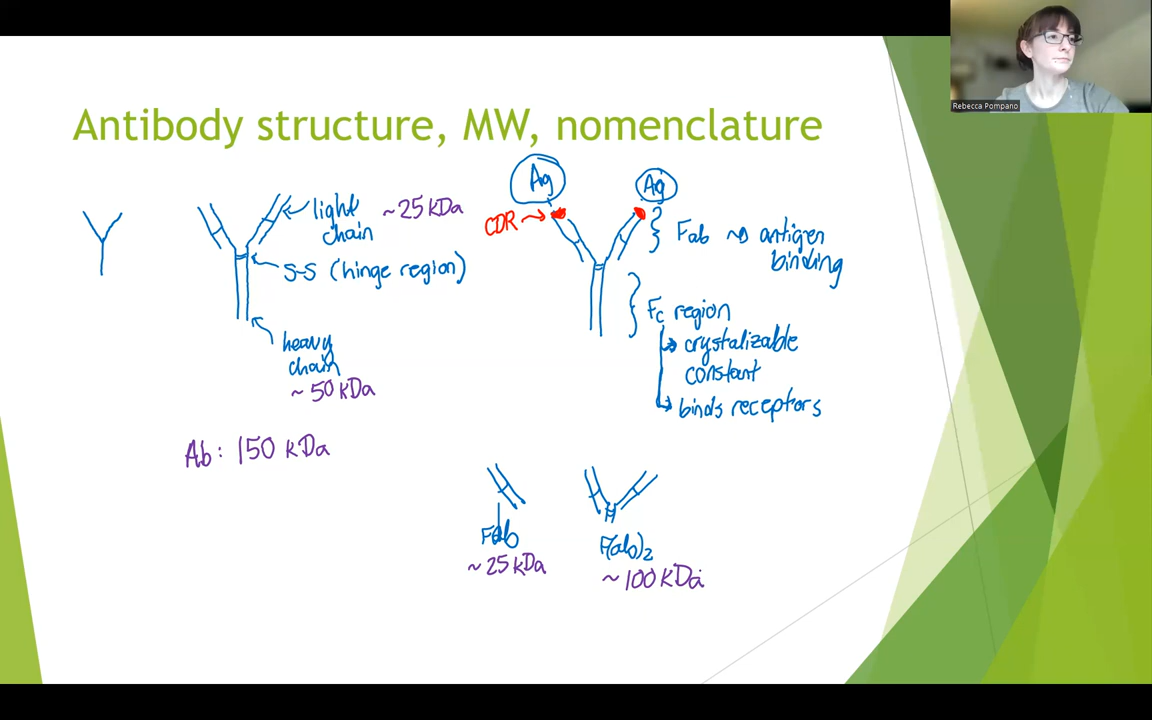 Rebecca Pompano
Antibody structure, MW, nomenclature
light
chain
~25 kDa
S-S (hinge region)
heavy
chain
~50 kDa
Ab: 150 kDa
Ag
Ag
CDR
Fab ~> antigen
binding
Fc region
crystalizable
constant
binds receptors
Fab
~25 kDa
F(ab)2
~100 kDa